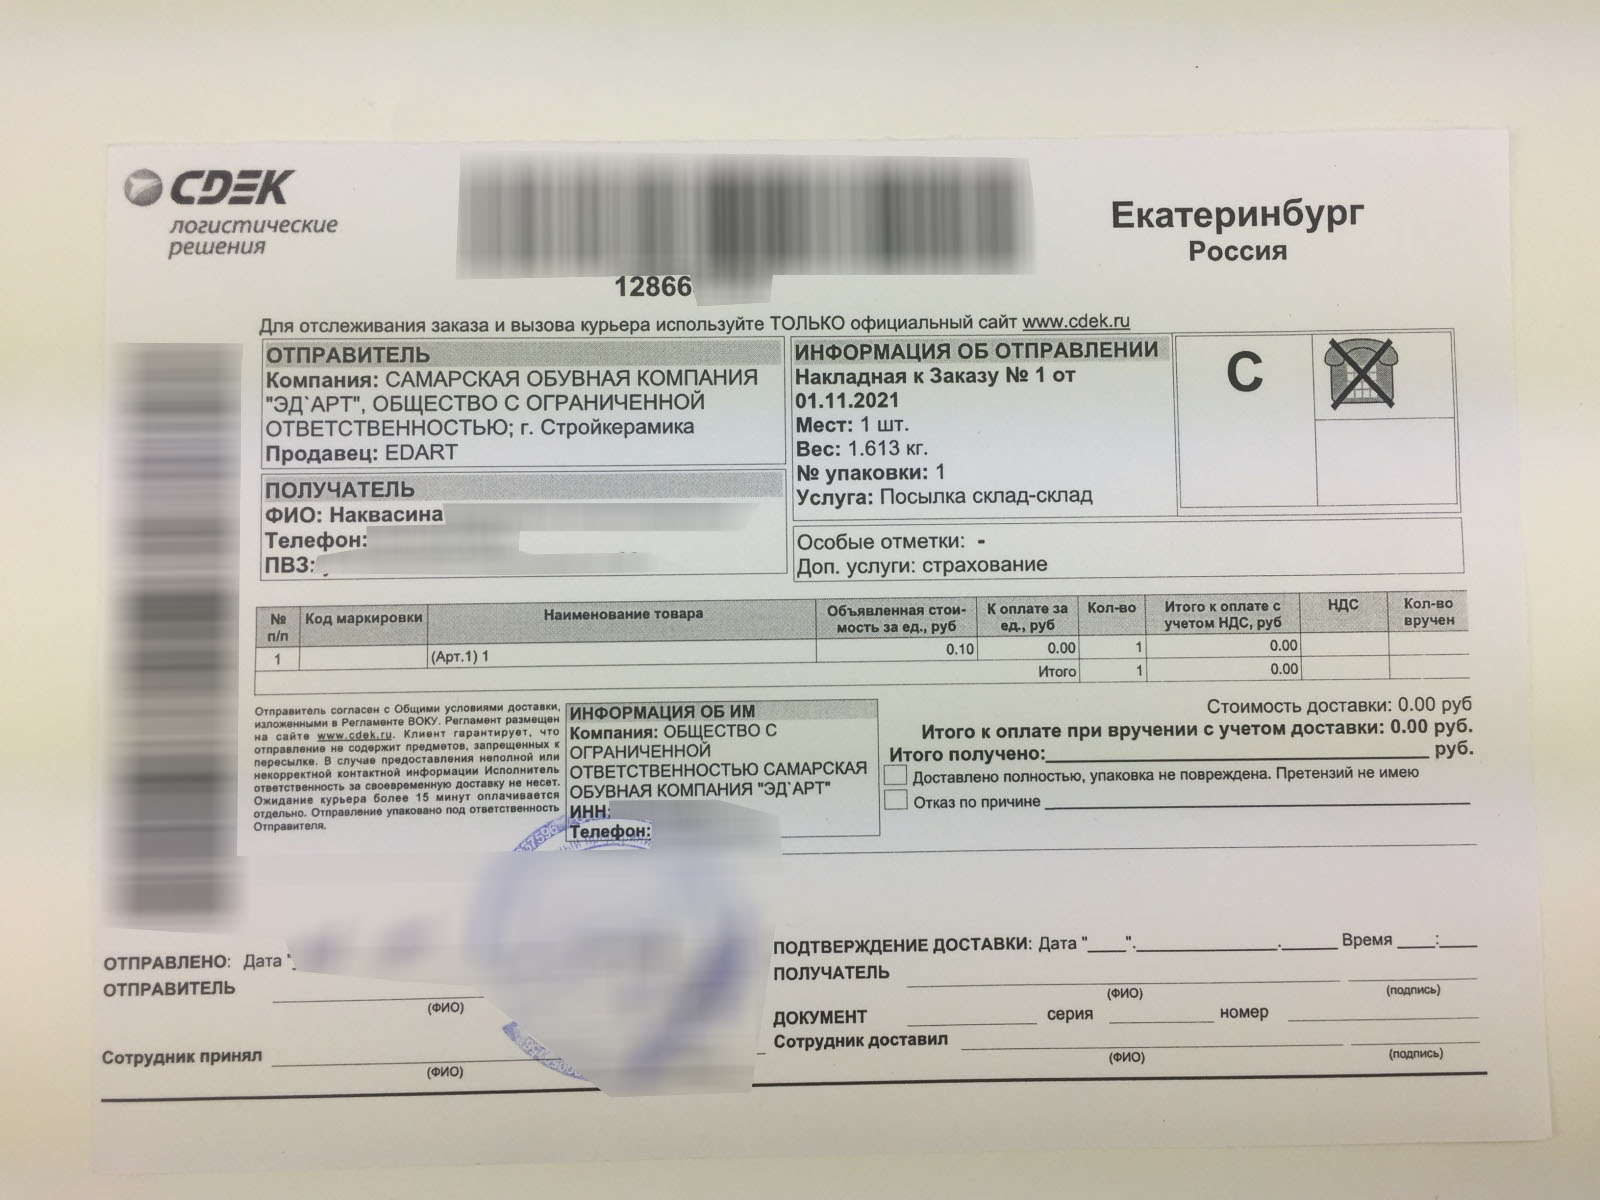 CDEK
логистические
решения
12866
Екатеринбург
Россия
Для отслеживания заказа и вызова курьера используйте ТОЛЬКО официальный сайт www.cdek.ru
ОТПРАВИТЕЛЬ
Компания: САМАРСКАЯ ОБУВНАЯ КОМПАНИЯ
"ЭД`АРТ", ОБЩЕСТВО С ОГРАНИЧЕННОЙ
ОТВЕТСТВЕННОСТЬЮ; г. Стройкерамика
Продавец: EDART
ПОЛУЧАТЕЛЬ
ФИО: Наквасина
Телефон:
ПВЗ:
ИНФОРМАЦИЯ ОБ ОТПРАВЛЕНИИ
Накладная к Заказу № 1 от
01.11.2021
Мест: 1 шт.
Вес: 1.613 кг.
№ упаковки: 1
Услуга: Посылка склад-склад
С
Особые отметки: -
Доп. услуги: страхование
№ п/п Код маркировки Наименование товара Объявленная стои-мость за ед., руб К оплате за ед., руб Кол-во Итого к оплате с учетом НДС, руб НДС Кол-во вручен
1 (Арт.1) 1 0.10 0.00 1 0.00
Итого 1 0.00
Отправитель согласен с Общими условиями доставки,
изложенными в Регламенте ВОКУ. Регламент размещен
на сайте www.cdek.ru. Клиент гарантирует, что
отправление не содержит предметов, запрещенных к
пересылке. В случае предоставления неполной или
некорректной контактной информации Исполнитель
ответственность за своевременную доставку не несет.
Ожидание курьера более 15 минут оплачивается
отдельно. Отправление упаковано под ответственность
Отправителя.
ИНФОРМАЦИЯ ОБ ИМ
Компания: ОБЩЕСТВО С
ОГРАНИЧЕННОЙ
ОТВЕТСТВЕННОСТЬЮ САМАРСКАЯ
ОБУВНАЯ КОМПАНИЯ "ЭД`АРТ"
ИНН:
Телефон:
Стоимость доставки: 0.00 руб
Итого к оплате при вручении с учетом доставки: 0.00 руб.
Итого получено: руб.
Доставлено полностью, упаковка не повреждена. Претензий не имею
Отказ по причине
ОТПРАВЛЕНО: Дата "
ОТПРАВИТЕЛЬ
(ФИО)
Сотрудник принял
(ФИО)
ПОДТВЕРЖДЕНИЕ ДОСТАВКИ: Дата "____".____________.______ Время ____:____
ПОЛУЧАТЕЛЬ
(ФИО) (подпись)
ДОКУМЕНТ серия номер
Сотрудник доставил
(ФИО) (подпись)